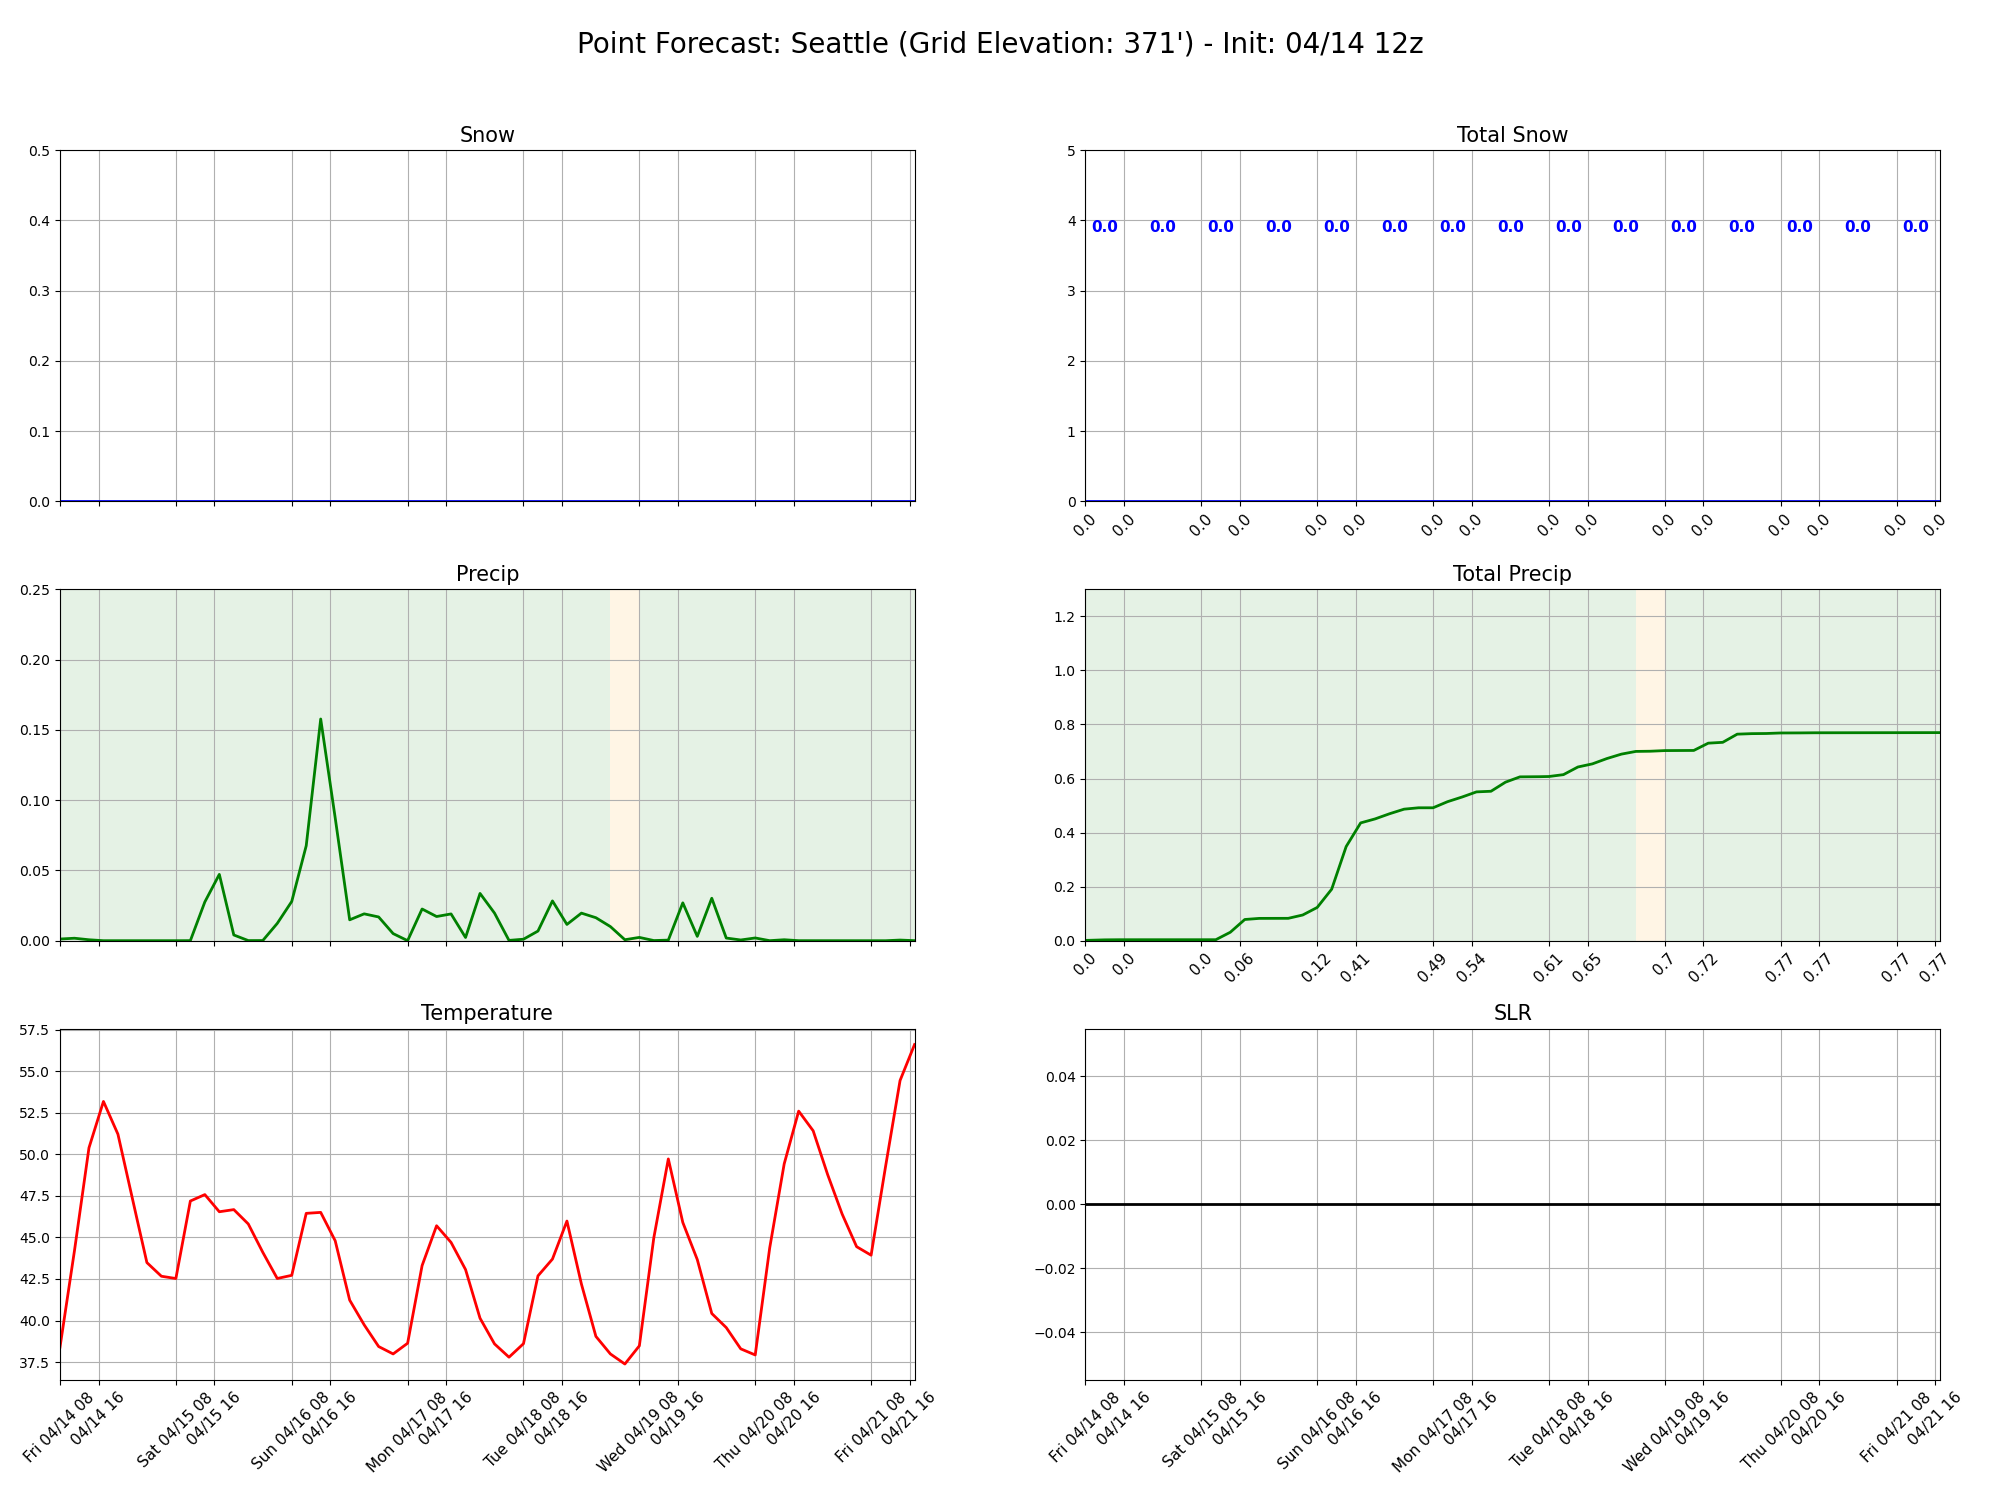 Point Forecast: Seattle (Grid Elevation: 371') - Init: 04/14 12z
Snow
0.5
0.4
0.3
0.2
0.1
0.0
Total Snow
5
4
3
2
1
0
0.0 0.0 0.0 0.0 0.0 0.0 0.0 0.0 0.0 0.0 0.0 0.0 0.0 0.0 0.0
0.0 0.0 0.0 0.0 0.0 0.0 0.0 0.0 0.0 0.0 0.0 0.0 0.0 0.0 0.0 0.0
Precip
0.25
0.20
0.15
0.10
0.05
0.00
Total Precip
1.2
1.0
0.8
0.6
0.4
0.2
0.0
0.0 0.0 0.0 0.06 0.12 0.41 0.49 0.54 0.61 0.65 0.7 0.72 0.77 0.77 0.77 0.77
Temperature
57.5
55.0
52.5
50.0
47.5
45.0
42.5
40.0
37.5
Fri 04/14 08
04/14 16
Sat 04/15 08
04/15 16
Sun 04/16 08
04/16 16
Mon 04/17 08
04/17 16
Tue 04/18 08
04/18 16
Wed 04/19 08
04/19 16
Thu 04/20 08
04/20 16
Fri 04/21 08
04/21 16
SLR
0.04
0.02
0.00
−0.02
−0.04
Fri 04/14 08
04/14 16
Sat 04/15 08
04/15 16
Sun 04/16 08
04/16 16
Mon 04/17 08
04/17 16
Tue 04/18 08
04/18 16
Wed 04/19 08
04/19 16
Thu 04/20 08
04/20 16
Fri 04/21 08
04/21 16